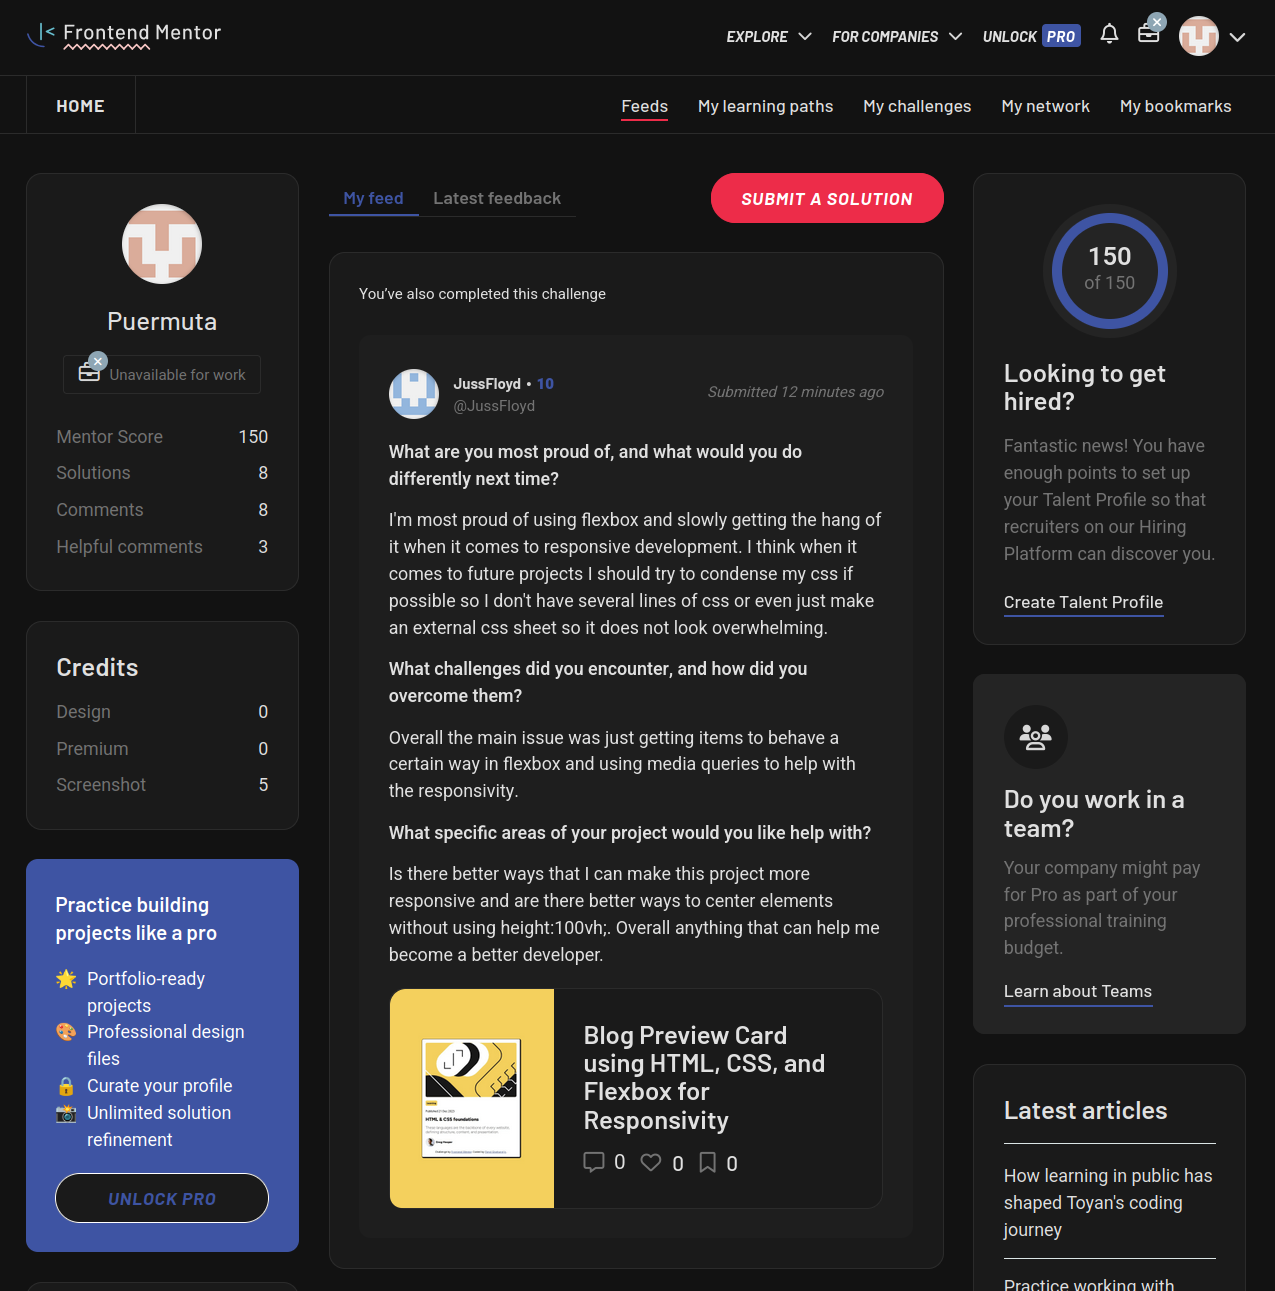 Frontend Mentor
EXPLORE
FOR COMPANIES
UNLOCK PRO
HOME
Feeds
My learning paths
My challenges
My network
My bookmarks
Puermuta
Unavailable for work
Mentor Score 150
Solutions 8
Comments 8
Helpful comments 3
Credits
Design 0
Premium 0
Screenshot 5
Practice building
projects like a pro
🌟 Portfolio-ready
projects
🎨 Professional design
files
🔒 Curate your profile
📸 Unlimited solution
refinement
UNLOCK PRO
My feed
Latest feedback
SUBMIT A SOLUTION
You’ve also completed this challenge
JussFloyd • 10
@JussFloyd
Submitted 12 minutes ago
What are you most proud of, and what would you do
differently next time?
I'm most proud of using flexbox and slowly getting the hang of
it when it comes to responsive development. I think when it
comes to future projects I should try to condense my css if
possible so I don't have several lines of css or even just make
an external css sheet so it does not look overwhelming.
What challenges did you encounter, and how did you
overcome them?
Overall the main issue was just getting items to behave a
certain way in flexbox and using media queries to help with
the responsivity.
What specific areas of your project would you like help with?
Is there better ways that I can make this project more
responsive and are there better ways to center elements
without using height:100vh;. Overall anything that can help me
become a better developer.
HTML & CSS foundations
Blog Preview Card
using HTML, CSS, and
Flexbox for
Responsivity
0 0 0
150
of 150
Looking to get
hired?
Fantastic news! You have
enough points to set up
your Talent Profile so that
recruiters on our Hiring
Platform can discover you.
Create Talent Profile
Do you work in a
team?
Your company might pay
for Pro as part of your
professional training
budget.
Learn about Teams
Latest articles
How learning in public has
shaped Toyan's coding
journey
Practice working with